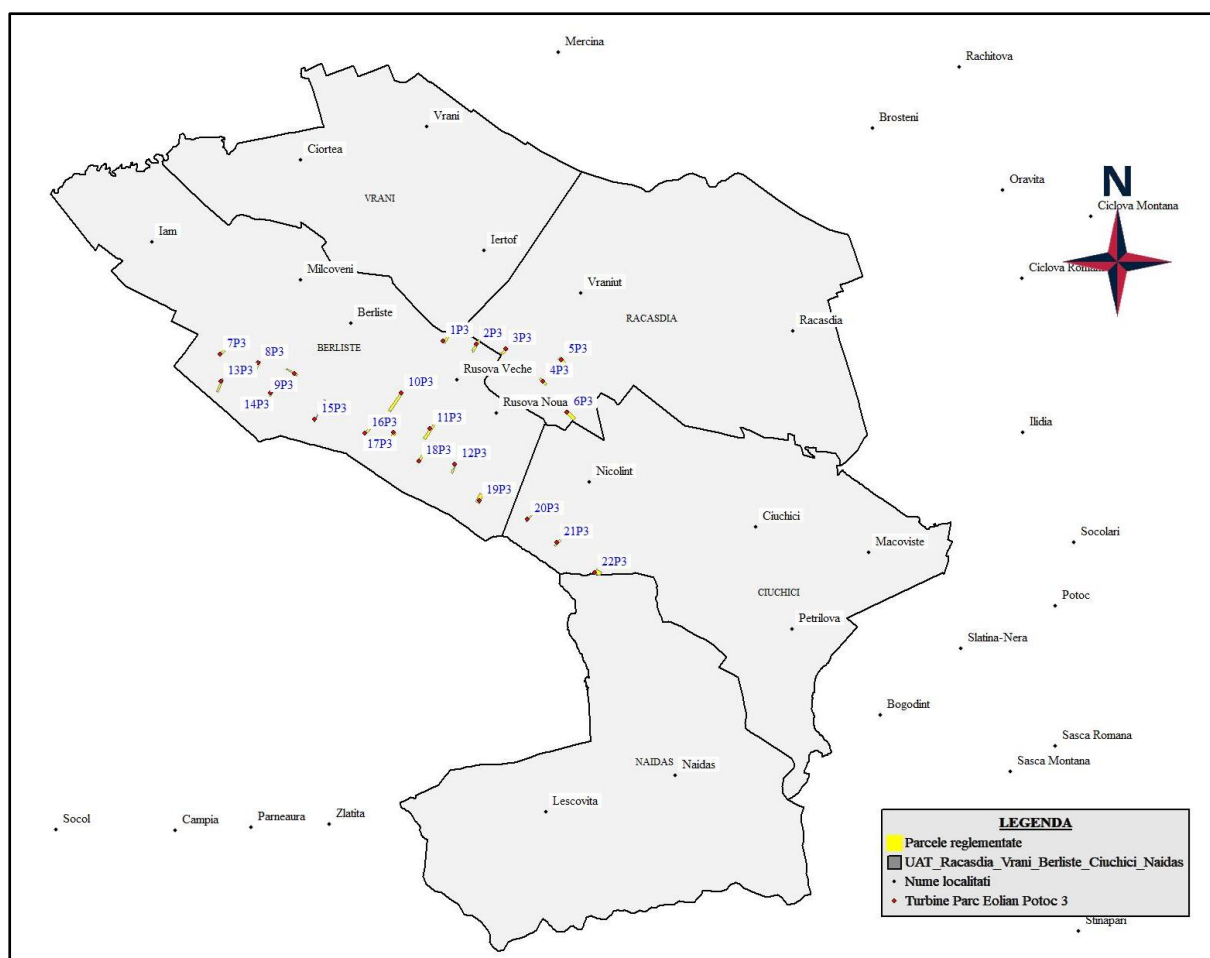 Mercina
Rachitova
Vrani
Brosteni
Ciortea
N
Oravita
VRANI
Ciclova Montana
Iam
Iertof
Milcoveni
Vraniut
Ciclova Roman
RACASDIA
Berliste
Racasdia
1P3
2P3
3P3
7P3
8P3
BERLISTE
5P3
13P3
Rusova Veche
4P3
14P3
9P3
10P3
15P3
Rusova Noua
6P3
16P3
11P3
17P3
Ilidia
18P3
12P3
Nicolint
19P3
20P3
Ciuchici
21P3
Macoviste
Socolari
22P3
CIUCHICI
Potoc
Petrilova
Slatina-Nera
Bogodint
Sasca Romana
NAIDAS
Naidas
Sasca Montana
Lescovita
Socol
Campia
Parneaura
Zlatita
LEGENDA
Parcele reglementate
UAT_Racasdia_Vrani_Berliste_Ciuchici_Naidas
Nume localitati
Turbine Parc Eolian Potoc 3
Stinapari